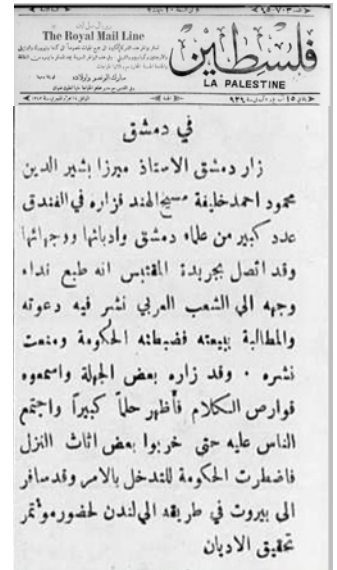 The Royal Mail Line
فلسطين
LA PALESTINE
في دمشق
زار دمشق الاستاذ ميرزا بشير الدين
محمود احمد خليفة مسيح الهند فزاره في الفندق
عدد كبير من علماء دمشق وادبائها ووجهائها
وقد اتصل بجريدة المقتبس انه طبع نداء
وجهه الى الشعب العربي نشر فيه دعوته
والمطالبة ببيعته فضبطته الحكومة ومنعت
نشره . وقد زاره بعض الجهلة واسمعوه
قوارص الكلام فأظهر حلماً كبيراً واجتمع
الناس عليه حتى خربوا بعض اثاث النزل
فاضطرت الحكومة للتدخل بالامر وقد سافر
الى بيروت في طريقه الى لندن لحضور مؤتمر
تحقيق الاديان